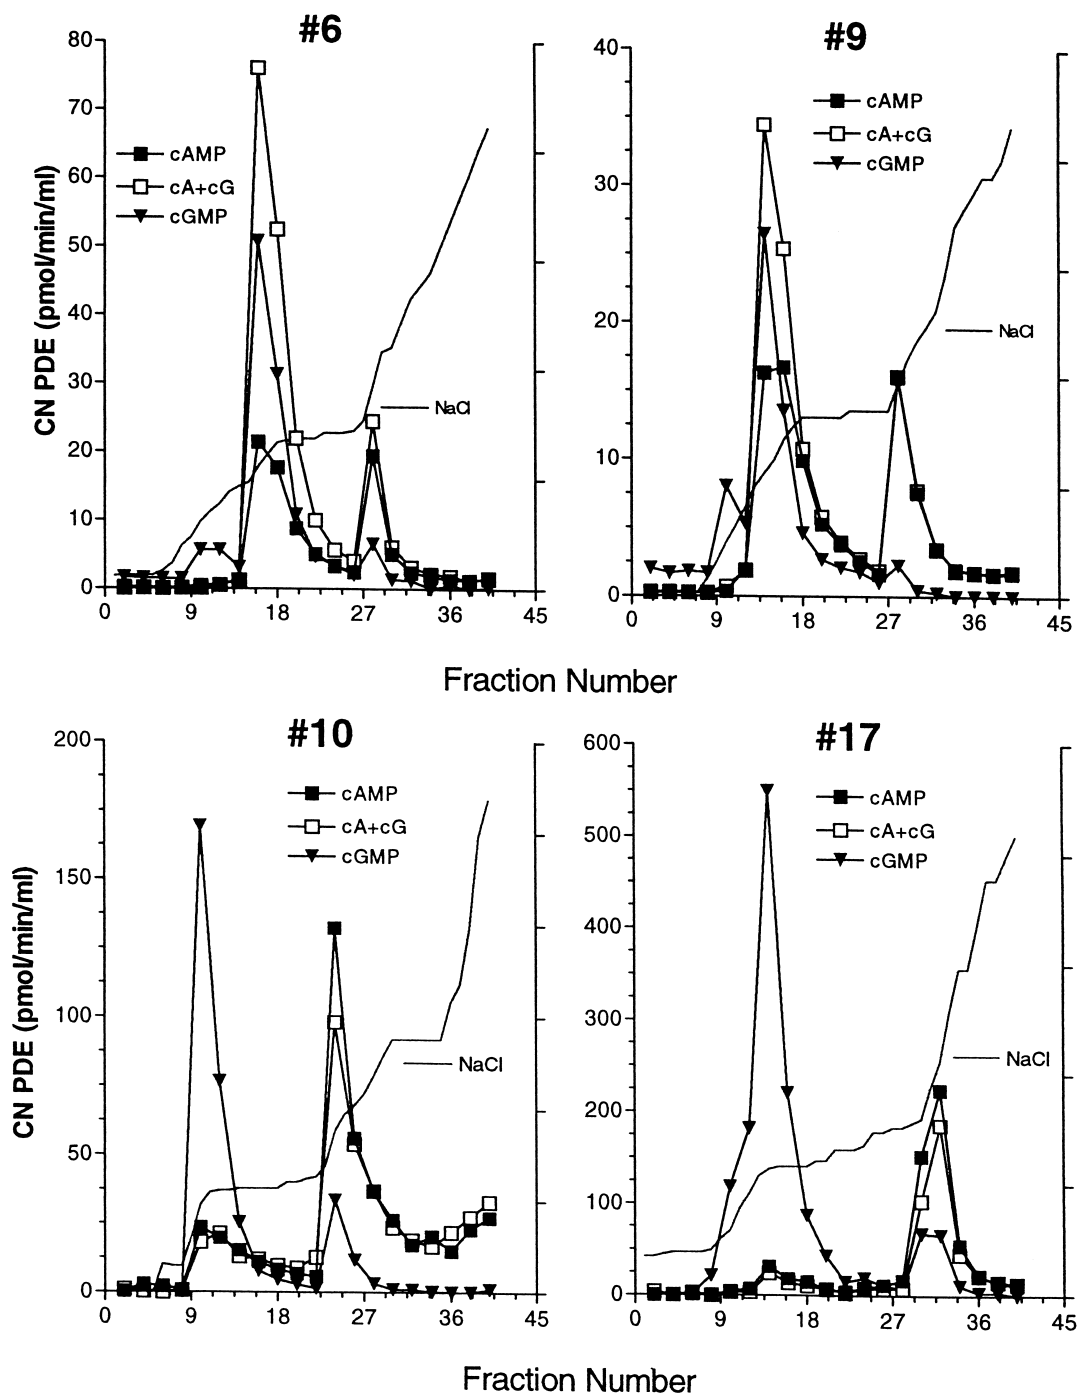 #6
80
70
60
50
40
30
20
10
0
cAMP
cA+cG
cGMP
NaCl
CN PDE (pmol/min/ml)
0 9 18 27 36 45
#9
40
30
20
10
0
cAMP
cA+cG
cGMP
NaCl
0 9 18 27 36 45
Fraction Number
#10
200
150
100
50
0
cAMP
cA+cG
cGMP
NaCl
CN PDE (pmol/min/ml)
0 9 18 27 36 45
#17
600
500
400
300
200
100
0
cAMP
cA+cG
cGMP
NaCl
0 9 18 27 36 45
Fraction Number